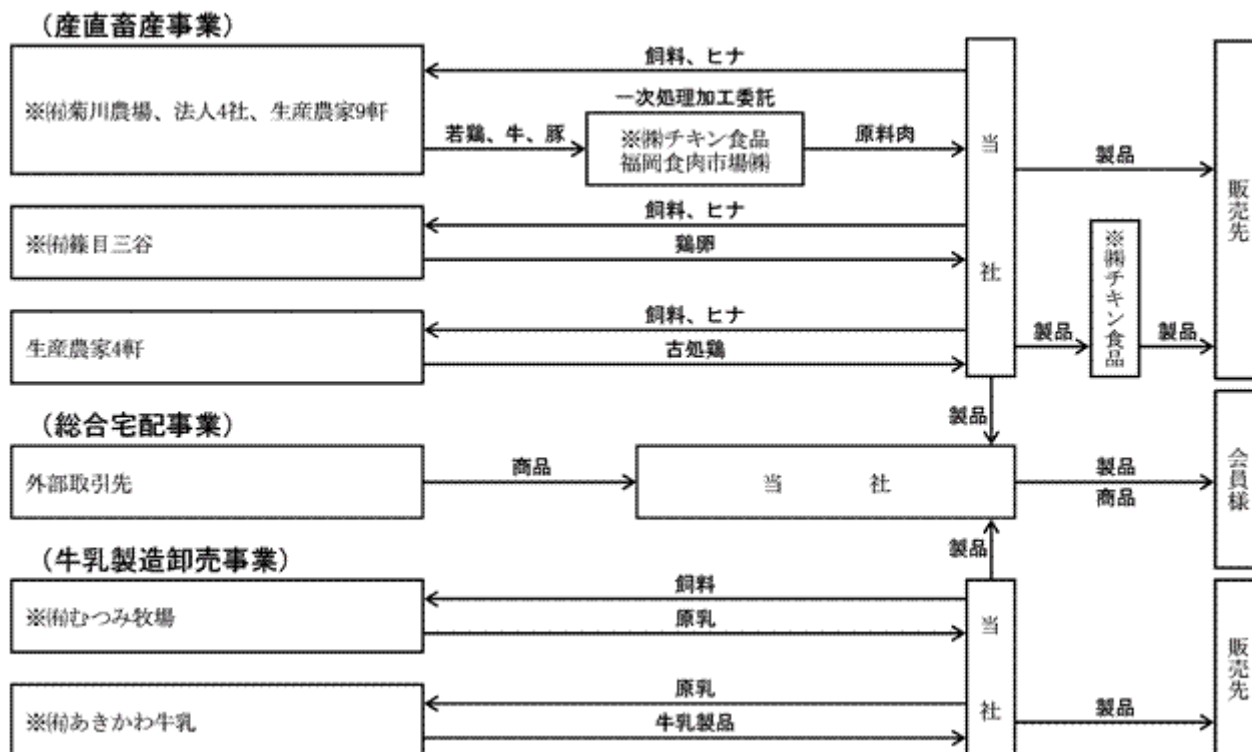 （産直畜産事業）
飼料、ヒナ
※㈲菊川農場、法人4社、生産農家9軒
一次処理加工委託
若鶏、牛、豚
※㈱チキン食品
福岡食肉市場㈱
原料肉
当社
製品
販売先
飼料、ヒナ
※㈲篠目三谷
鶏卵
※㈱チキン食品
飼料、ヒナ
生産農家4軒
古処鶏
製品
製品
製品
（総合宅配事業）
外部取引先
商品
当社
製品
商品
会員様
（牛乳製造卸売事業）
製品
飼料
※㈲むつみ牧場
原乳
当社
販売先
原乳
※㈲あきかわ牛乳
牛乳製品
製品